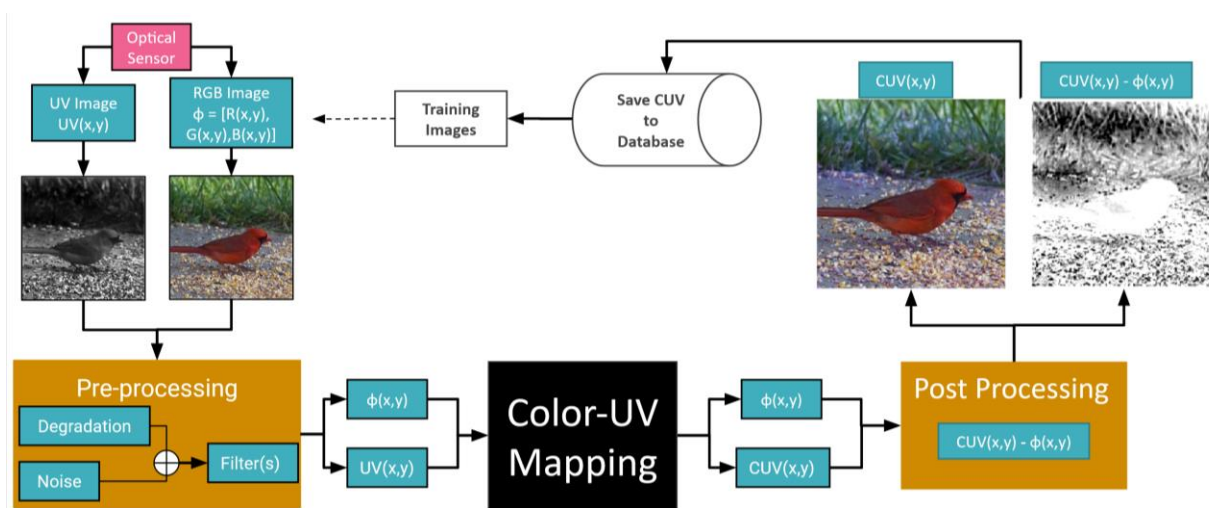 Optical
Sensor
UV Image
UV(x,y)
RGB Image
ɸ = [R(x,y),
G(x,y),B(x,y)]
Training
Images
Save CUV
to
Database
CUV(x,y)
CUV(x,y) - ɸ(x,y)
Pre-processing
Degradation
Noise
Filter(s)
ɸ(x,y)
UV(x,y)
Color-UV
Mapping
ɸ(x,y)
CUV(x,y)
Post Processing
CUV(x,y) - ɸ(x,y)